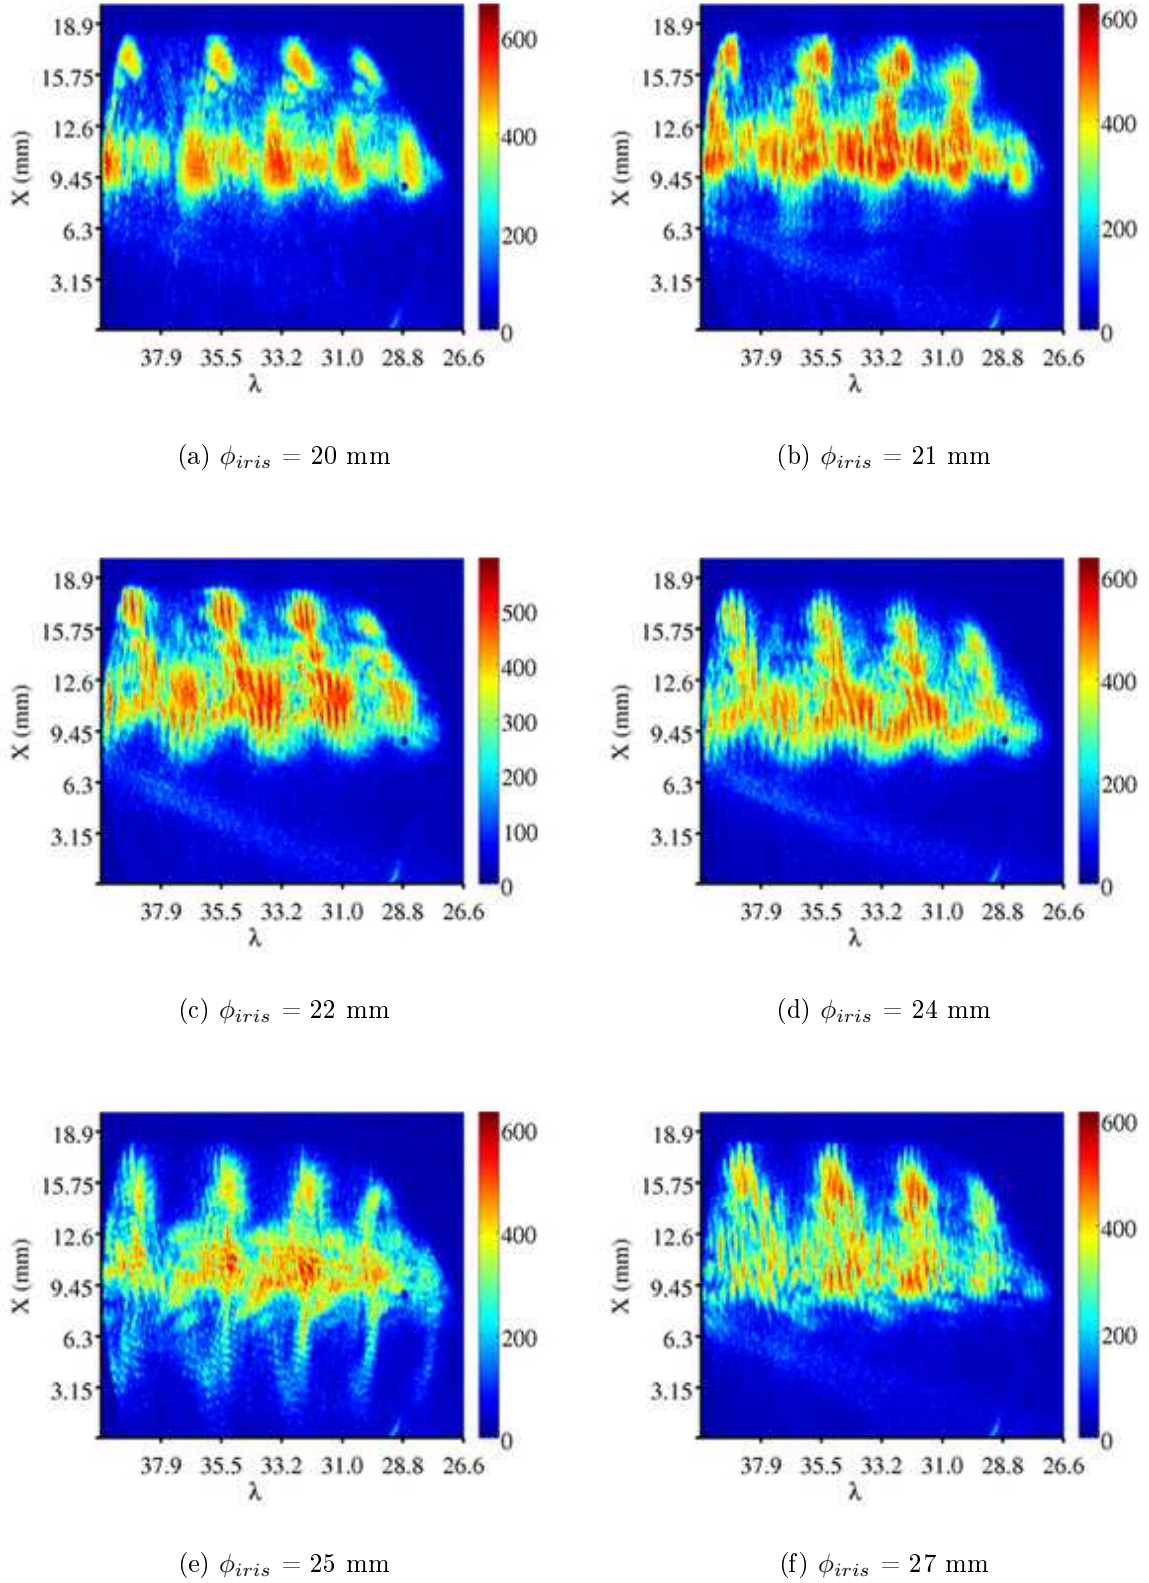 18.9
15.75
12.6
9.45
6.3
3.15
X (mm)
37.9 35.5 33.2 31.0 28.8 26.6
λ
600
400
200
0
(a) ϕiris = 20 mm
18.9
15.75
12.6
9.45
6.3
3.15
X (mm)
37.9 35.5 33.2 31.0 28.8 26.6
λ
600
400
200
0
(b) ϕiris = 21 mm
18.9
15.75
12.6
9.45
6.3
3.15
X (mm)
37.9 35.5 33.2 31.0 28.8 26.6
λ
500
400
300
200
100
0
(c) ϕiris = 22 mm
18.9
15.75
12.6
9.45
6.3
3.15
X (mm)
37.9 35.5 33.2 31.0 28.8 26.6
λ
600
400
200
0
(d) ϕiris = 24 mm
18.9
15.75
12.6
9.45
6.3
3.15
X (mm)
37.9 35.5 33.2 31.0 28.8 26.6
λ
600
400
200
0
(e) ϕiris = 25 mm
18.9
15.75
12.6
9.45
6.3
3.15
X (mm)
37.9 35.5 33.2 31.0 28.8 26.6
λ
600
400
200
0
(f) ϕiris = 27 mm